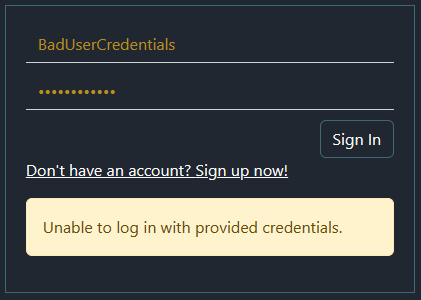 BadUserCredentials
••••••••••••
Sign In
Don't have an account? Sign up now!
Unable to log in with provided credentials.